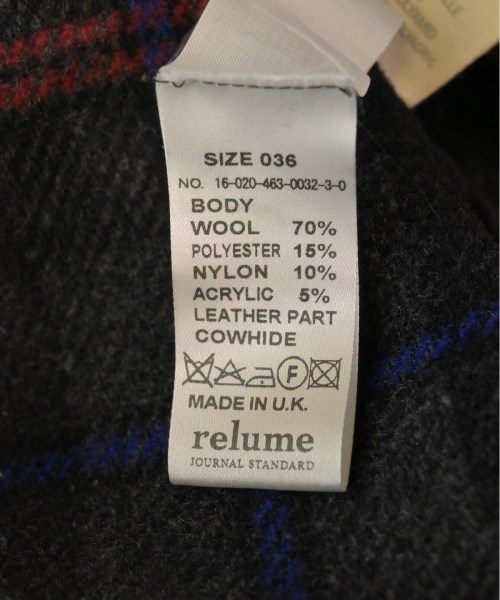 SIZE 036
NO. 16-020-463-0032-3-0
BODY
WOOL 70%
POLYESTER 15%
NYLON 10%
ACRYLIC 5%
LEATHER PART
COWHIDE
F
MADE IN U.K.
relume
JOURNAL STANDARD